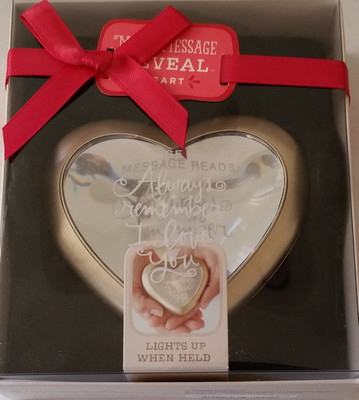 MESSAGE
REVEAL
HEART
MESSAGE READS
Always
remember
I love
You
LIGHTS UP
WHEN HELD